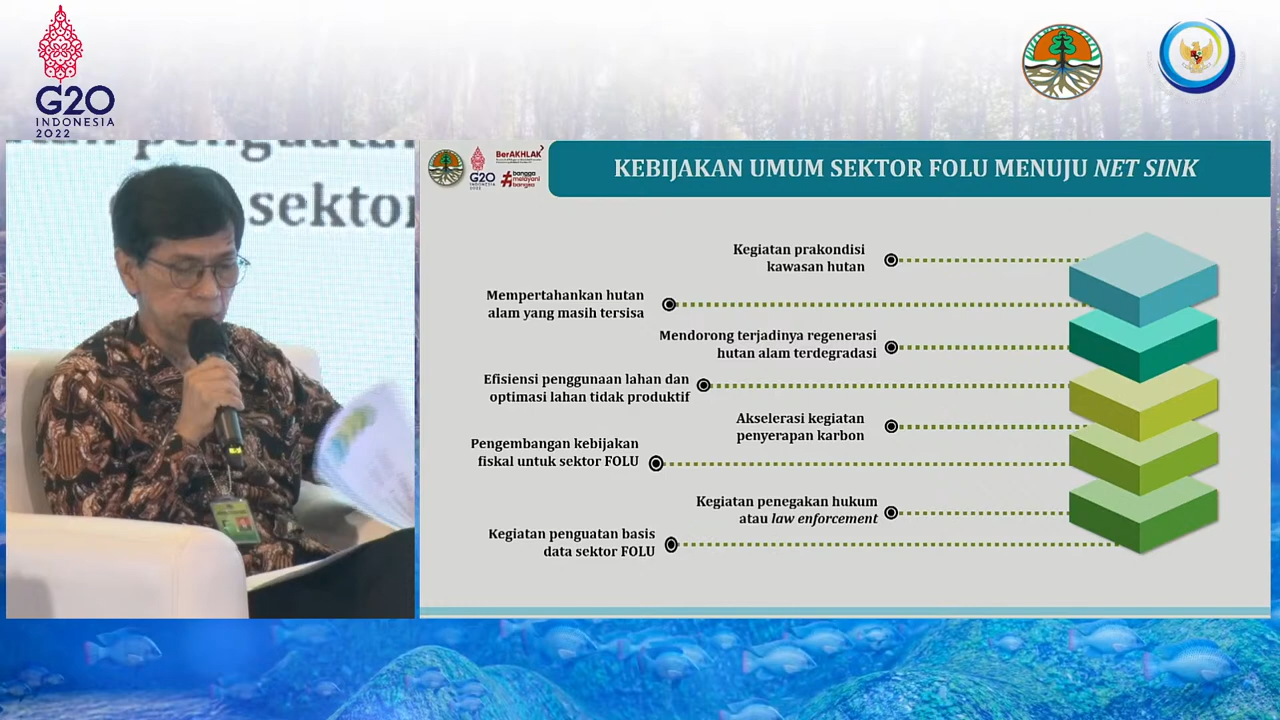 G20
INDONESIA
2022
sektor
BerAKHLAK
G20
INDONESIA
2022
#bangga
melayani
bangsa
KEBIJAKAN UMUM SEKTOR FOLU MENUJU NET SINK
Kegiatan prakondisi
kawasan hutan
Mempertahankan hutan
alam yang masih tersisa
Mendorong terjadinya regenerasi
hutan alam terdegradasi
Efisiensi penggunaan lahan dan
optimasi lahan tidak produktif
Akselerasi kegiatan
penyerapan karbon
Pengembangan kebijakan
fiskal untuk sektor FOLU
Kegiatan penegakan hukum
atau law enforcement
Kegiatan penguatan basis
data sektor FOLU